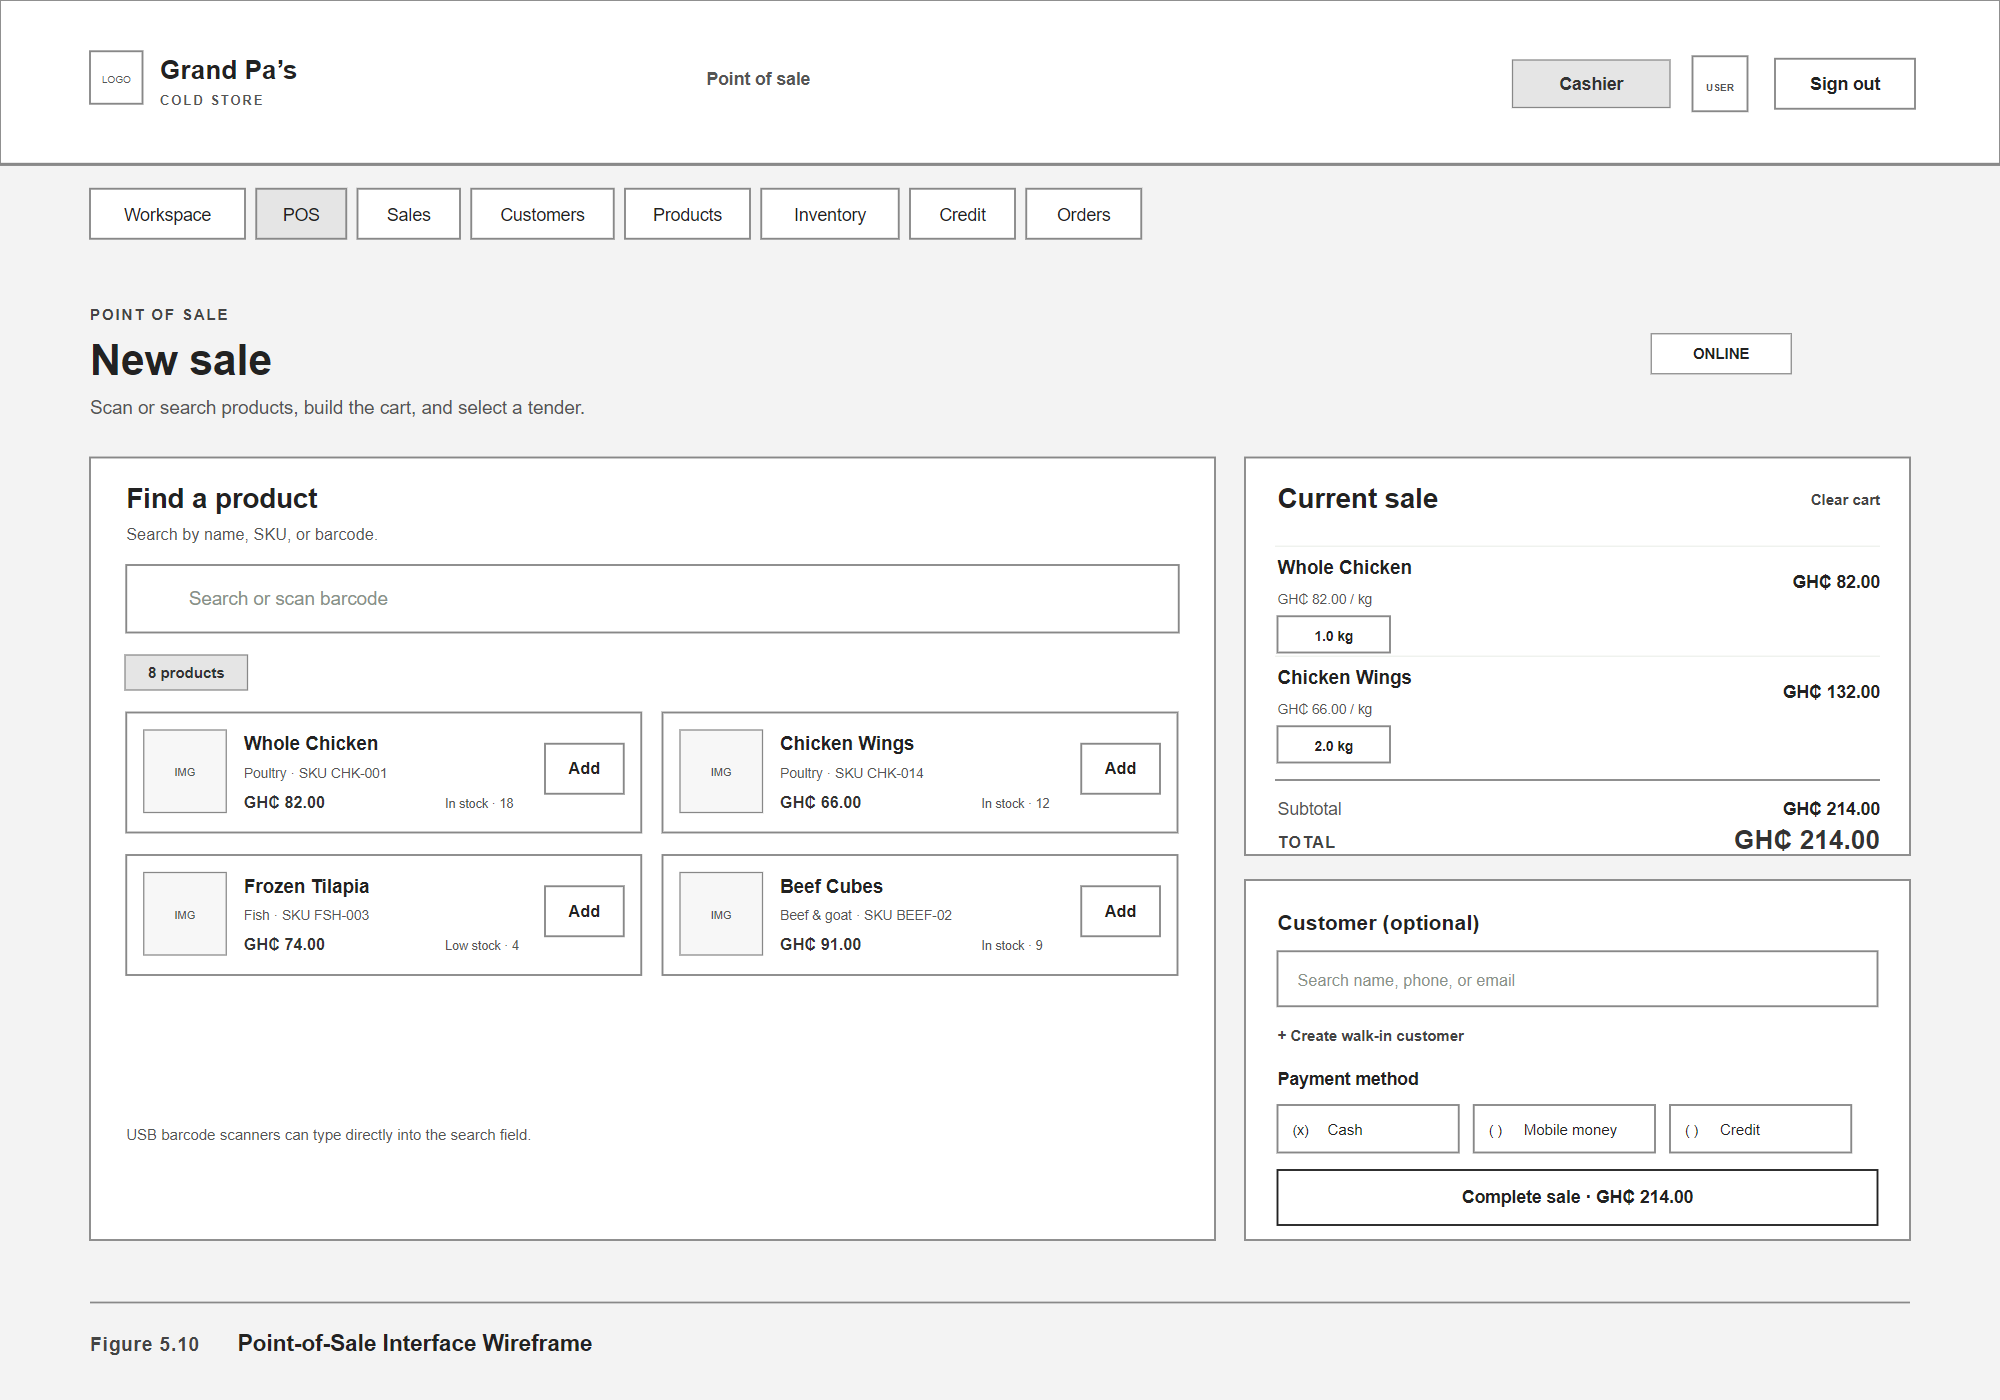 LOGO
Grand Pa’s
COLD STORE
Point of sale
Cashier
USER
Sign out
Workspace
POS
Sales
Customers
Products
Inventory
Credit
Orders
POINT OF SALE
New sale
Scan or search products, build the cart, and select a tender.
ONLINE
Find a product
Search by name, SKU, or barcode.
Search or scan barcode
8 products
IMG
Whole Chicken
Poultry · SKU CHK-001
GH₵ 82.00
In stock · 18
Add
IMG
Chicken Wings
Poultry · SKU CHK-014
GH₵ 66.00
In stock · 12
Add
IMG
Frozen Tilapia
Fish · SKU FSH-003
GH₵ 74.00
Low stock · 4
Add
IMG
Beef Cubes
Beef & goat · SKU BEEF-02
GH₵ 91.00
In stock · 9
Add
USB barcode scanners can type directly into the search field.
Current sale
Clear cart
Whole Chicken
GH₵ 82.00
GH₵ 82.00 / kg
1.0 kg
Chicken Wings
GH₵ 132.00
GH₵ 66.00 / kg
2.0 kg
Subtotal GH₵ 214.00
TOTAL GH₵ 214.00
Customer (optional)
Search name, phone, or email
+ Create walk-in customer
Payment method
(x) Cash
( ) Mobile money
( ) Credit
Complete sale · GH₵ 214.00
Figure 5.10 Point-of-Sale Interface Wireframe